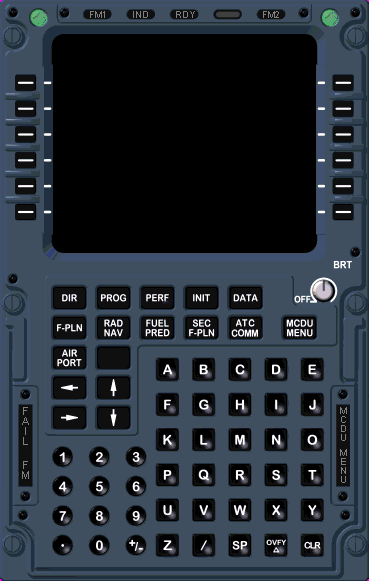 FM1 IND RDY FM2
BRT
OFF
DIR PROG PERF INIT DATA
F-PLN RAD NAV FUEL PRED SEC F-PLN ATC COMM MCDU MENU
AIR PORT
A B C D E
F G H I J
K L M N O
P Q R S T
U V W X Y
Z / SP OVFY Δ CLR
1 2 3
4 5 6
7 8 9
. 0 +/-
FAIL FM
MCDU MENU